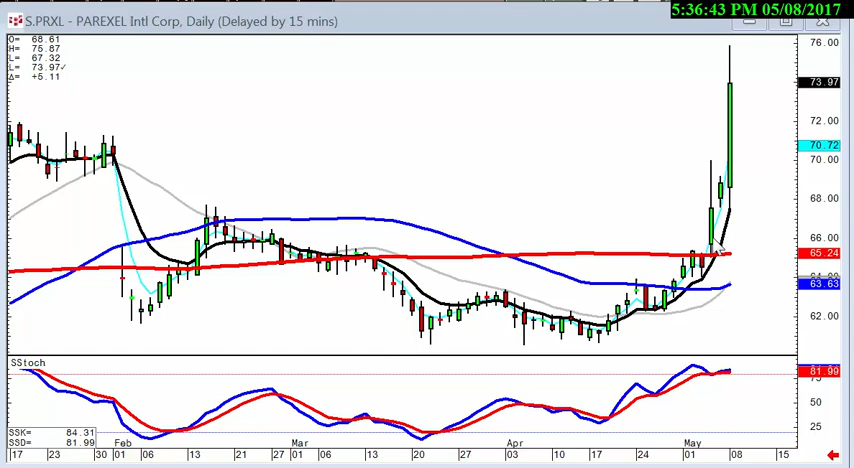 5:36:43 PM 05/08/2017
S.PRXL - PAREXEL Intl Corp, Daily (Delayed by 15 mins)
O = 68.61
H = 75.87
L = 67.32
L = 73.97✓
Δ = +5.11
76.00
73.97
72.00
70.72
70.00
68.00
66.00
65.24
64.00
63.63
62.00
SStoch
81.99
75
50
25
SSK= 84.31
SSD= 81.99
Feb Mar Apr May
17 23 30 01 06 13 21 27 01 06 13 20 27 03 10 17 24 01 08 15